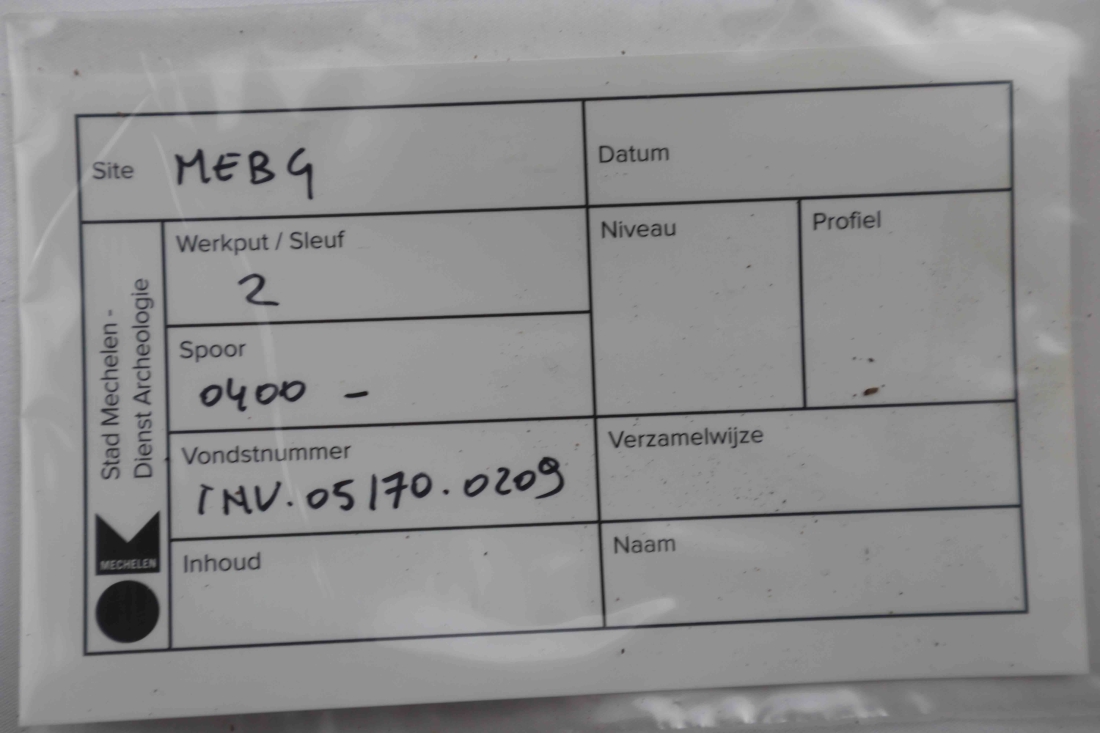 Site MEBG
Datum
Stad Mechelen -
Dienst Archeologie
MECHELEN
Werkput / Sleuf
2
Niveau
Profiel
Spoor
0400 -
Vondstnummer
INV. 05170.0209
Verzamelwijze
Inhoud
Naam